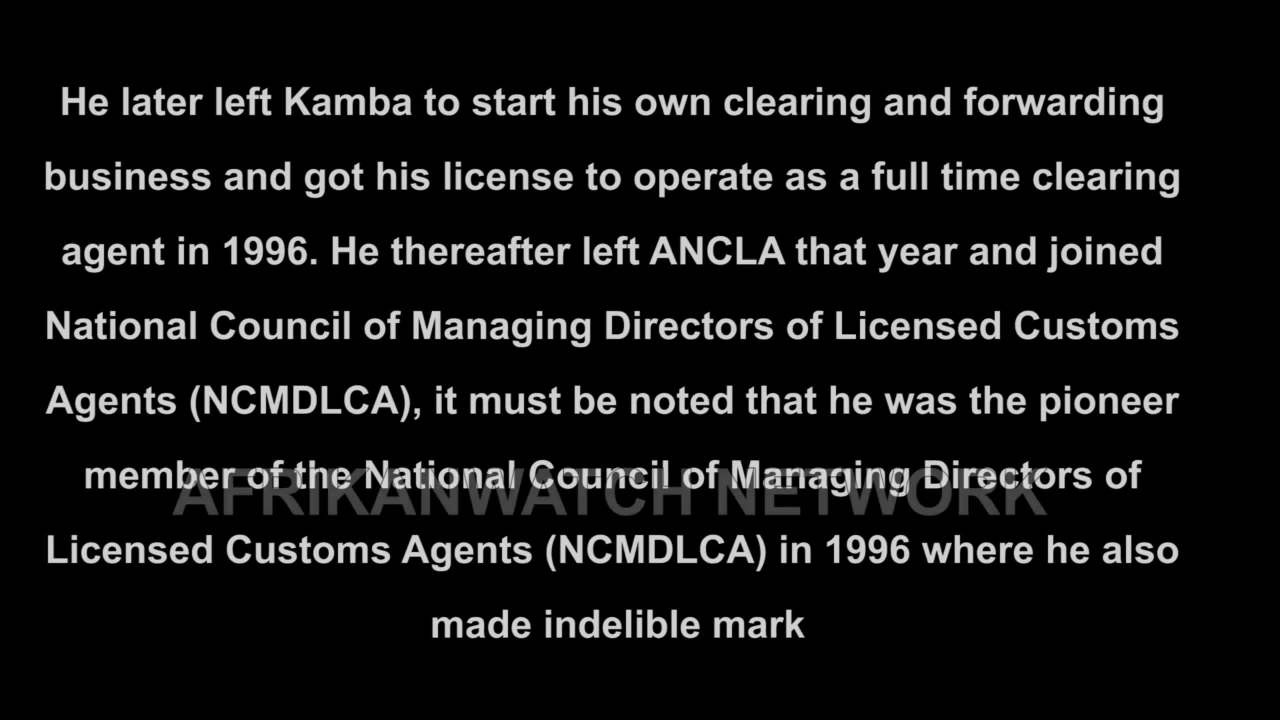 He later left Kamba to start his own clearing and forwarding
business and got his license to operate as a full time clearing
agent in 1996. He thereafter left ANCLA that year and joined
National Council of Managing Directors of Licensed Customs
Agents (NCMDLCA), it must be noted that he was the pioneer
member of the National Council of Managing Directors of
AFRIKANWATCH NETWORK
Licensed Customs Agents (NCMDLCA) in 1996 where he also
made indelible mark